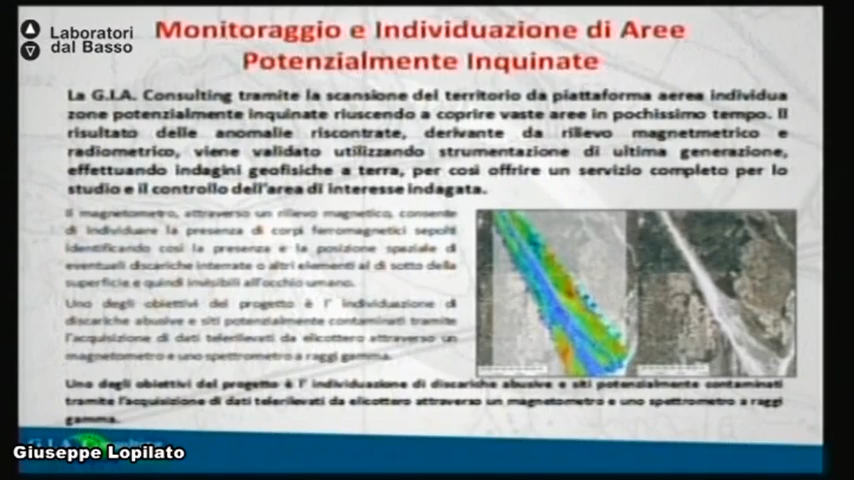 Laboratori
dal Basso
Monitoraggio e Individuazione di Aree
Potenzialmente Inquinate
La G.I.A. Consulting tramite la scansione del territorio da piattaforma aerea individua
zone potenzialmente inquinate riuscendo a coprire vaste aree in pochissimo tempo. Il
risultato delle anomalie riscontrate, derivante da rilievo magnetmetrico e
radiometrico, viene validato utilizzando strumentazione di ultima generazione,
effettuando indagini geofisiche a terra, per così offrire un servizio completo per lo
studio e il controllo dell'area di interesse indagata.
Il magnetometro, attraverso un rilievo magnetico, consente
di individuare la presenza di corpi ferromagnetici sepolti
identificando così la presenza e la posizione spaziale di
eventuali discariche interrate o altri elementi al di sotto della
superficie e quindi invisibili all'occhio umano.
Uno degli obiettivi del progetto è l' individuazione di
discariche abusive e siti potenzialmente contaminati tramite
l'acquisizione di dati telerilevati da elicottero attraverso un
magnetometro e uno spettrometro a raggi gamma.
Uno degli obiettivi del progetto è l' individuazione di discariche abusive e siti potenzialmente contaminati
tramite l'acquisizione di dati telerilevati da elicottero attraverso un magnetometro e uno spettrometro a raggi
gamma.
G.I.A.
Giuseppe Lopilato